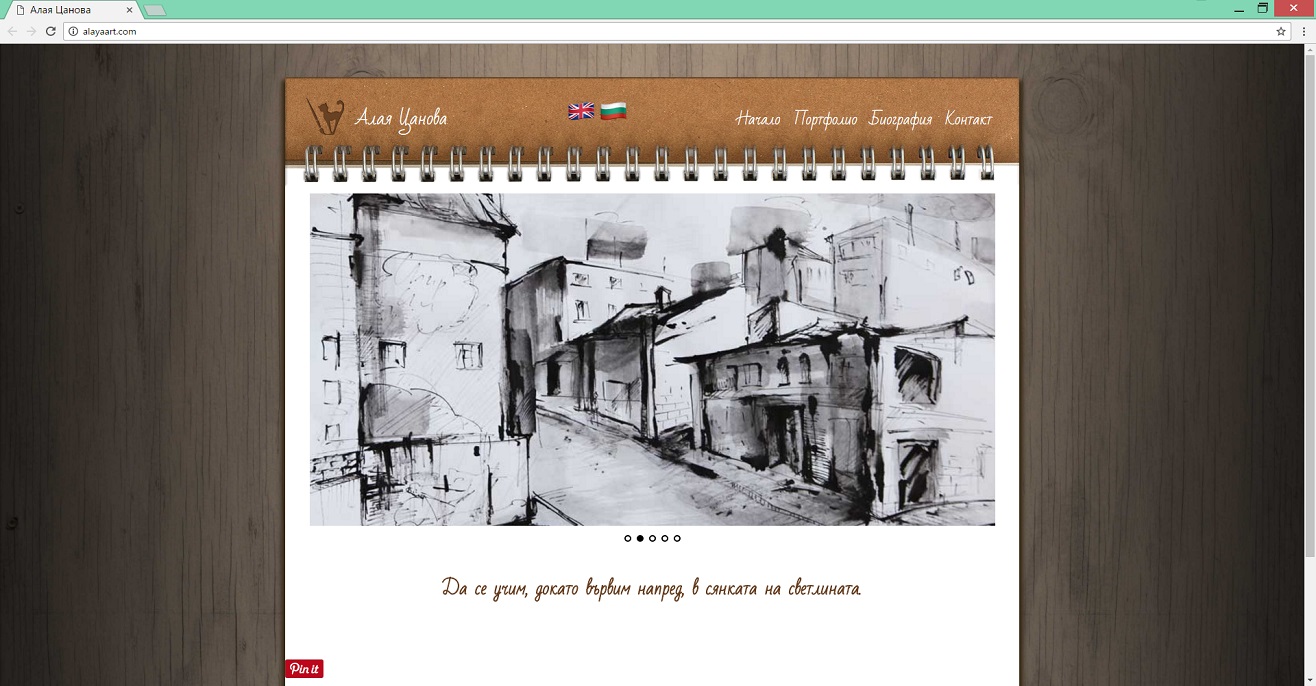 Алая Цанова
alayaart.com
Алая Цанова
Начало Портфолио Биография Контакт
Да се учим, докато вървим напред, в сянката на светлината.
Pin it